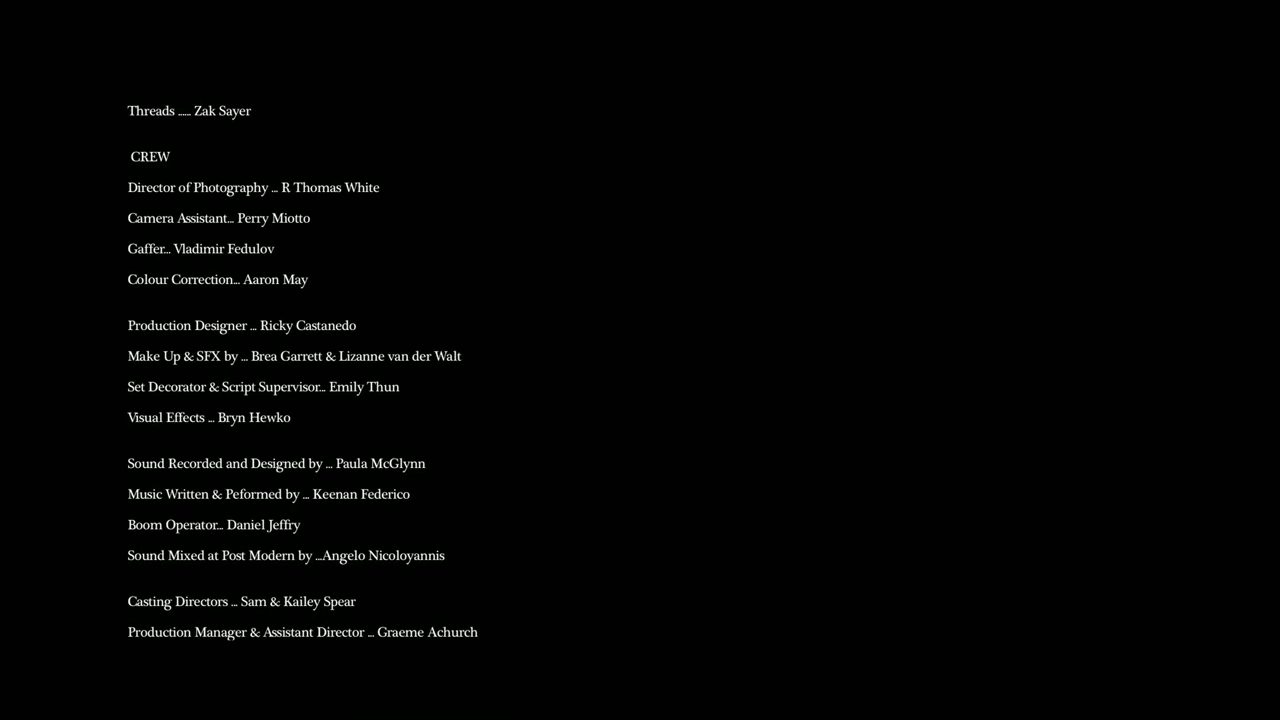 Threads ...... Zak Sayer
CREW
Director of Photography ... R Thomas White
Camera Assistant... Perry Miotto
Gaffer... Vladimir Fedulov
Colour Correction... Aaron May
Production Designer ... Ricky Castanedo
Make Up & SFX by ... Brea Garrett & Lizanne van der Walt
Set Decorator & Script Supervisor... Emily Thun
Visual Effects ... Bryn Hewko
Sound Recorded and Designed by ... Paula McGlynn
Music Written & Peformed by ... Keenan Federico
Boom Operator... Daniel Jeffry
Sound Mixed at Post Modern by ...Angelo Nicoloyannis
Casting Directors ... Sam & Kailey Spear
Production Manager & Assistant Director ... Graeme Achurch